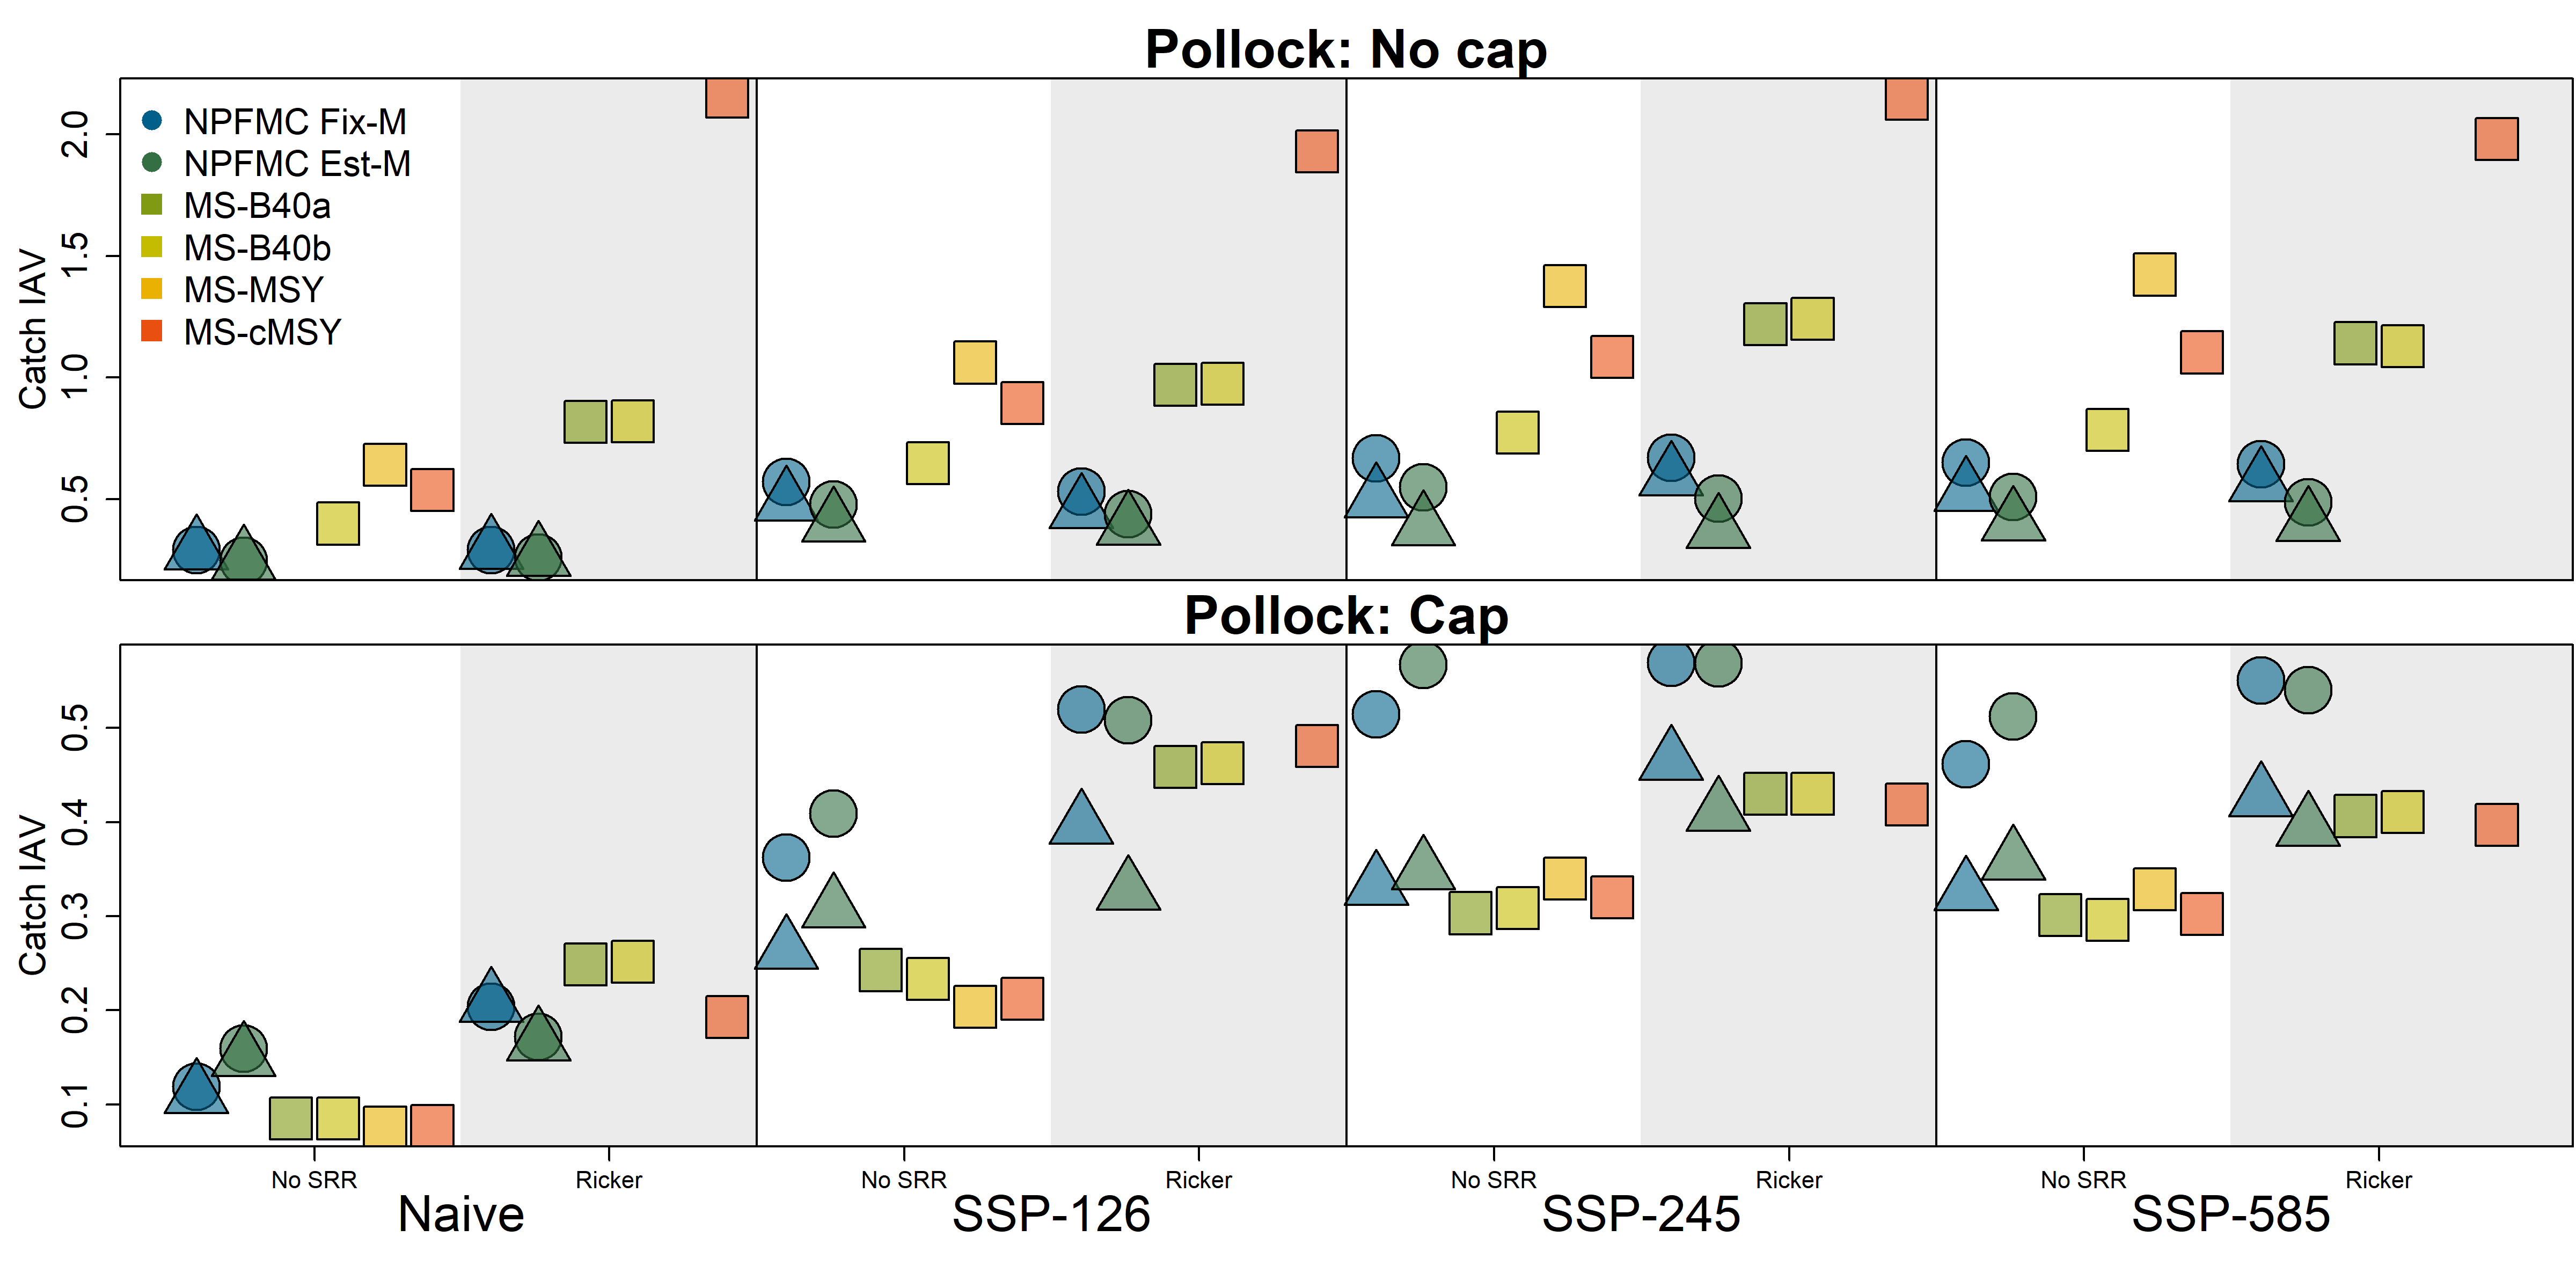 Pollock: No cap
Catch IAV
2.0
1.5
1.0
0.5
NPFMC Fix-M
NPFMC Est-M
MS-B40a
MS-B40b
MS-MSY
MS-cMSY
Pollock: Cap
Catch IAV
0.5
0.4
0.3
0.2
0.1
No SRR Ricker No SRR Ricker No SRR Ricker No SRR Ricker
Naive SSP-126 SSP-245 SSP-585